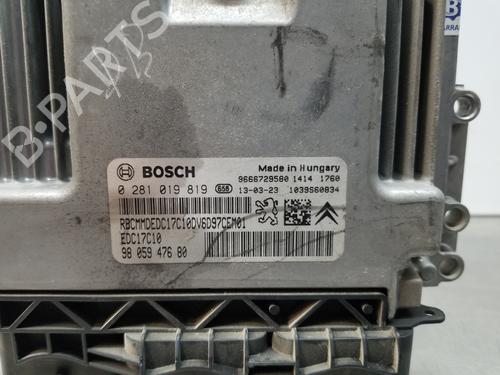 BOSCH
Made in Hungary
9666729580 1414 1760
0 281 019 819 658 13-03-23 1039S60834
RBCMMDEDC17C10DV6D97CEM01
EDC17C10
98 059 476 80
B-PARTS